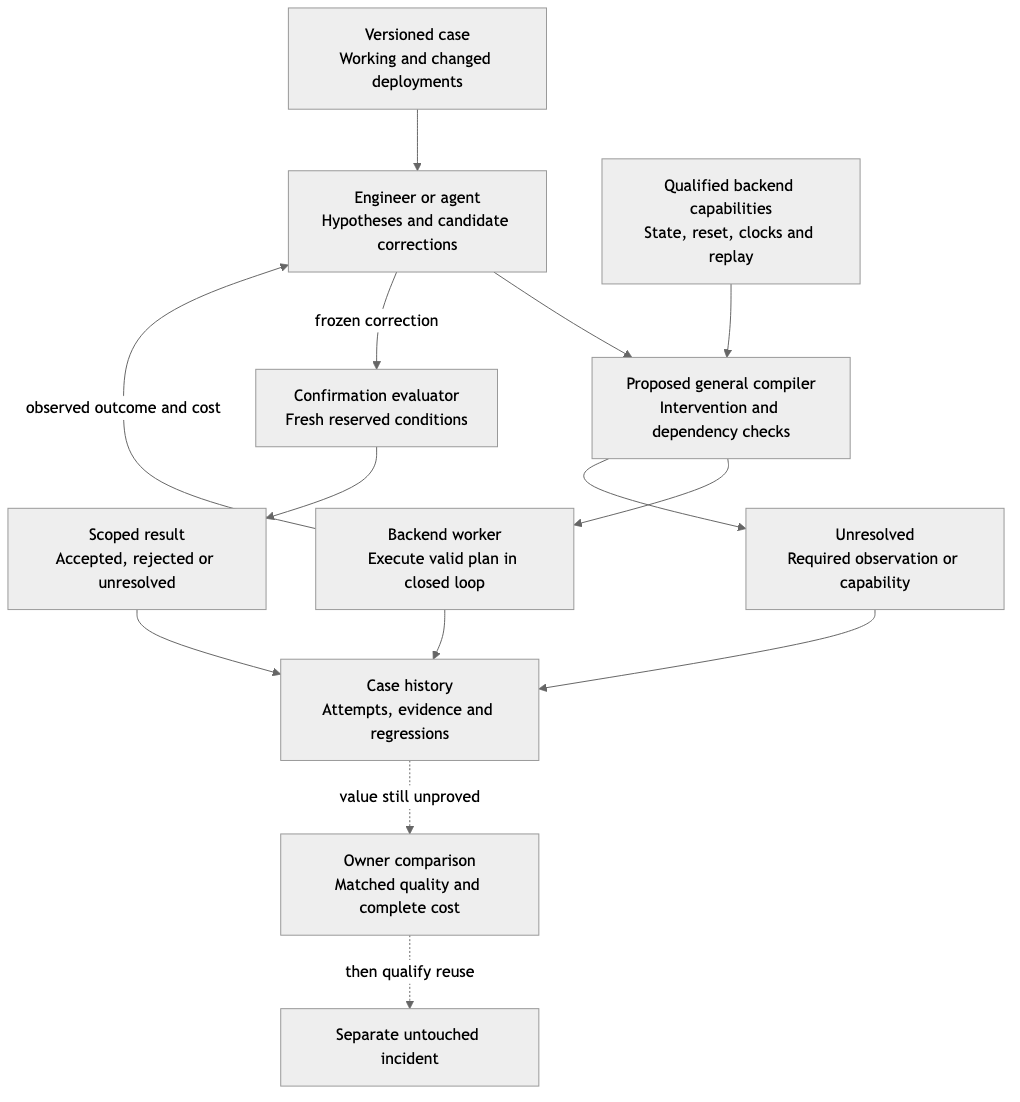 Versioned case
Working and changed
deployments
Engineer or agent
Hypotheses and candidate
corrections
Qualified backend
capabilities
State, reset, clocks and
replay
frozen correction
observed outcome and cost
Confirmation evaluator
Fresh reserved conditions
Proposed general compiler
Intervention and
dependency checks
Scoped result
Accepted, rejected or
unresolved
Backend worker
Execute valid plan in
closed loop
Unresolved
Required observation or
capability
Case history
Attempts, evidence and
regressions
value still unproved
Owner comparison
Matched quality and
complete cost
then qualify reuse
Separate untouched
incident